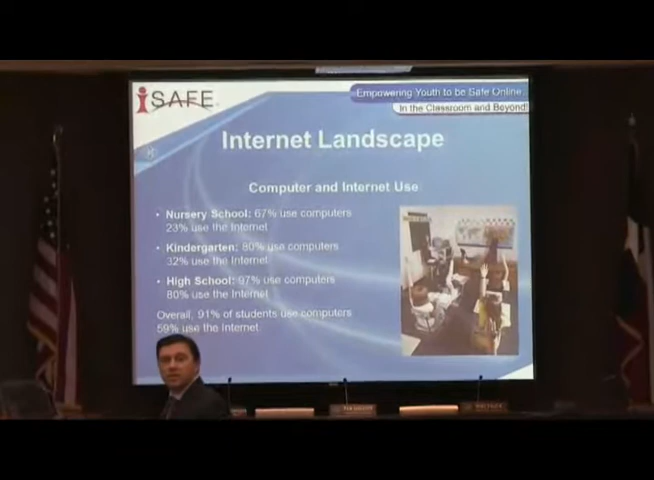 iSAFE
Empowering Youth to be Safe Online
In the Classroom and Beyond!
Internet Landscape
Computer and Internet Use
• Nursery School: 67% use computers
23% use the Internet
• Kindergarten: 80% use computers
32% use the Internet
• High School: 97% use computers
80% use the Internet
Overall, 91% of students use computers
59% use the Internet